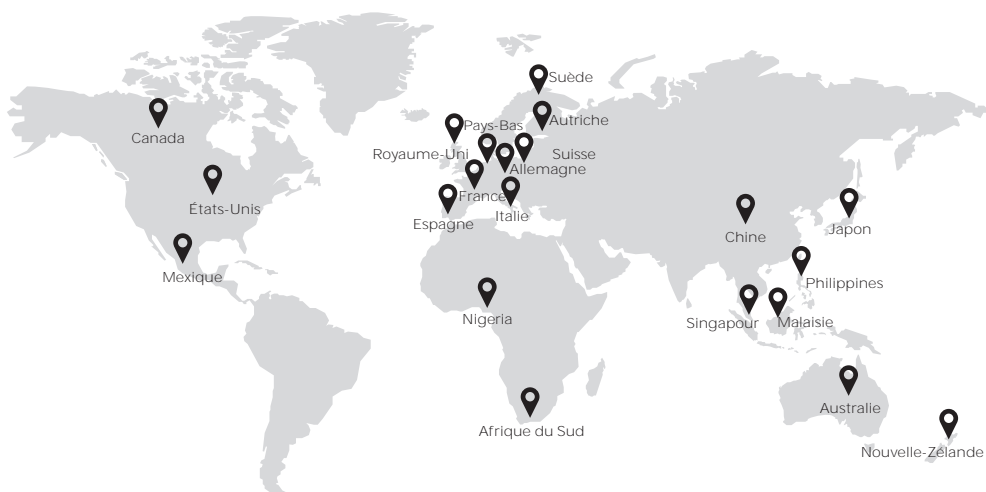 Suède
Autriche
Pays-Bas
Canada
Royaume-Uni
Suisse
Allemagne
France
États-Unis
Italie
Espagne
Chine
Japon
Mexique
Philippines
Nigeria
Singapour
Malaisie
Australie
Afrique du Sud
Nouvelle-Zélande